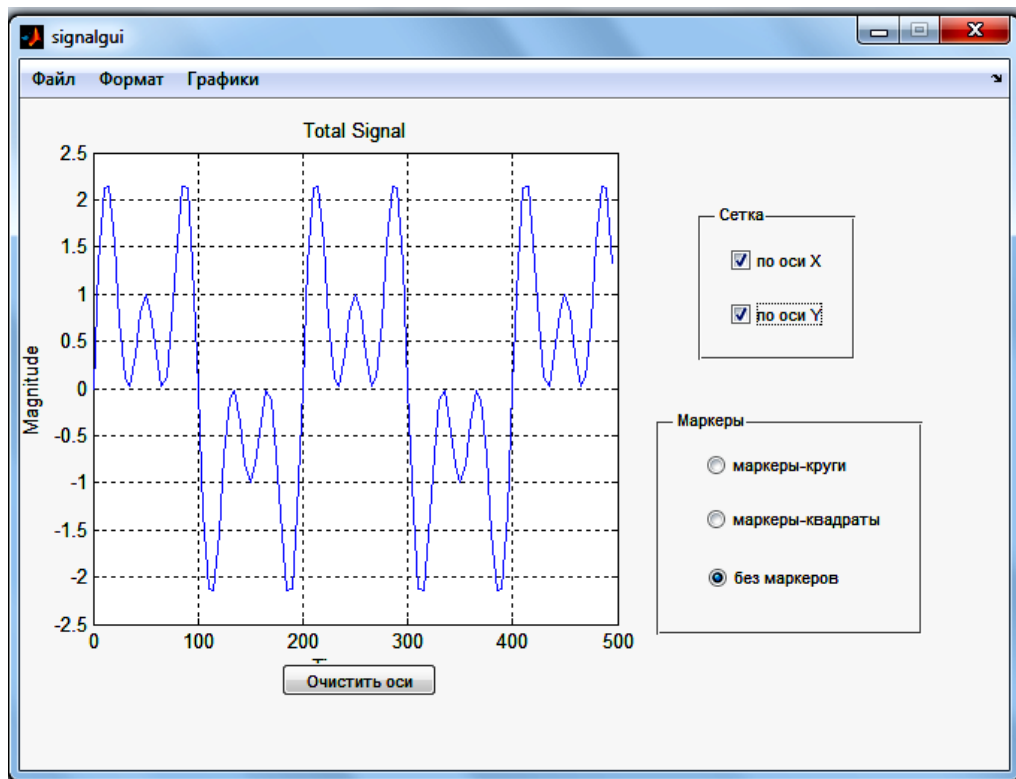 signalgui
Файл Формат Графики
Total Signal
Magnitude
2.5
2
1.5
1
0.5
0
-0.5
-1
-1.5
-2
-2.5
0 100 200 300 400 500
Очистить оси
Сетка
по оси X
по оси Y
Маркеры
маркеры-круги
маркеры-квадраты
без маркеров